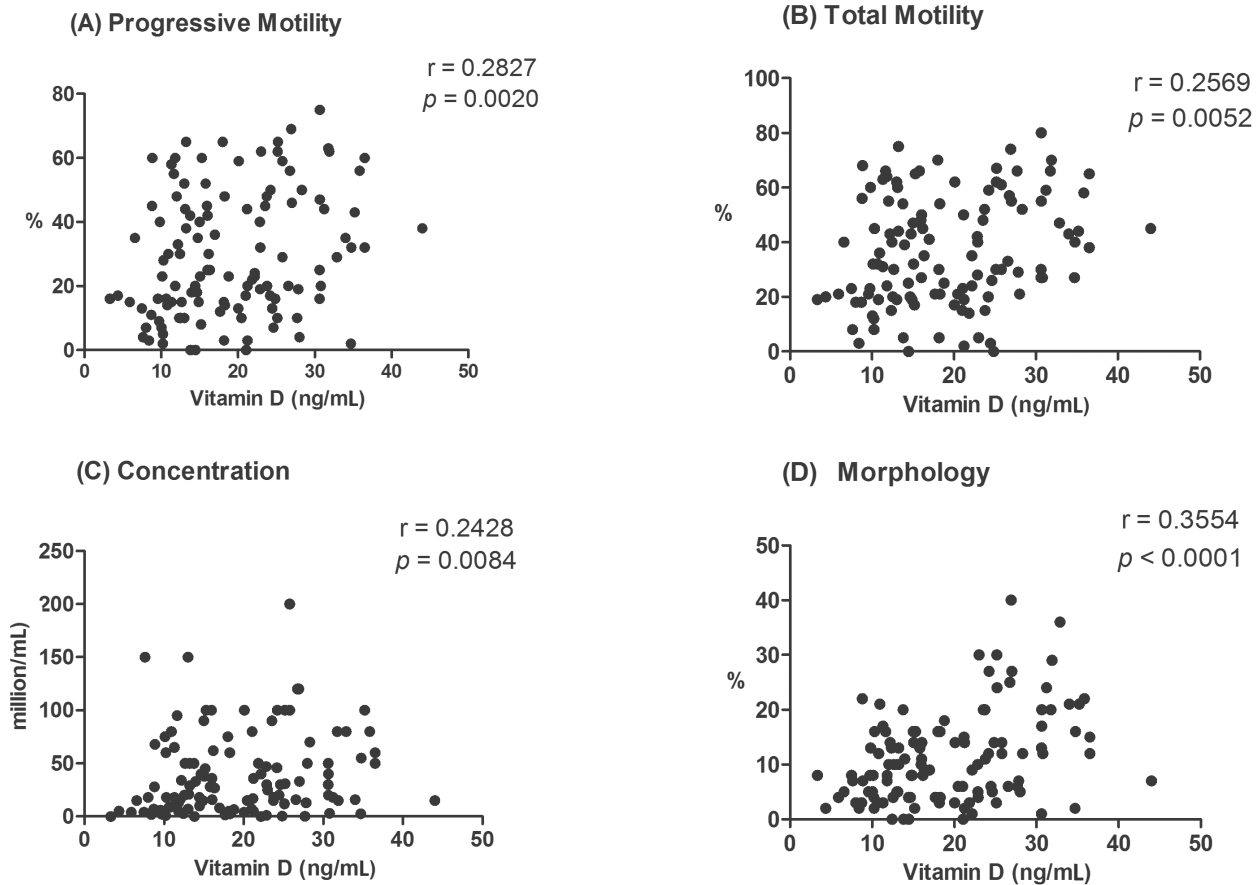 (A) Progressive Motility
r = 0.2827
p = 0.0020
80
60
40
20
0
%
0 10 20 30 40 50
Vitamin D (ng/mL)
(B) Total Motility
r = 0.2569
p = 0.0052
100
80
60
40
20
0
%
0 10 20 30 40 50
Vitamin D (ng/mL)
(C) Concentration
r = 0.2428
p = 0.0084
250
200
150
100
50
0
million/mL)
0 10 20 30 40 50
Vitamin D (ng/mL)
(D) Morphology
r = 0.3554
p < 0.0001
50
40
30
20
10
0
%
0 10 20 30 40 50
Vitamin D (ng/mL)